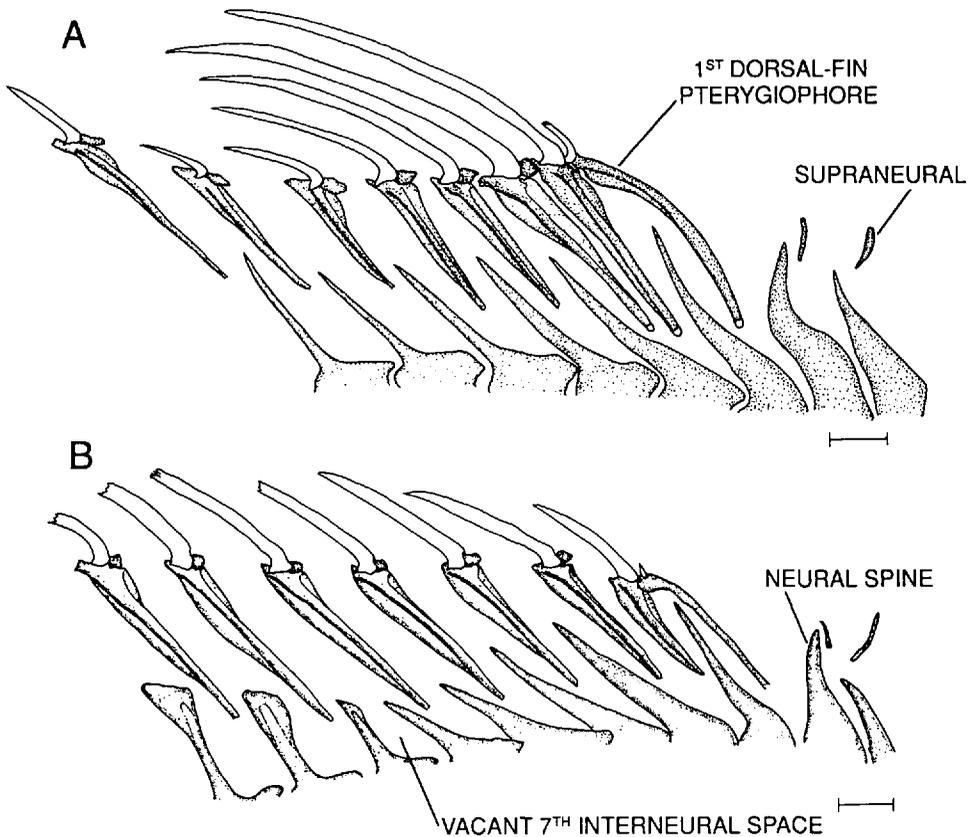 A
1ST DORSAL-FIN
PTERYGIOPHORE
SUPRANEURAL
B
NEURAL SPINE
VACANT 7TH INTERNEURAL SPACE